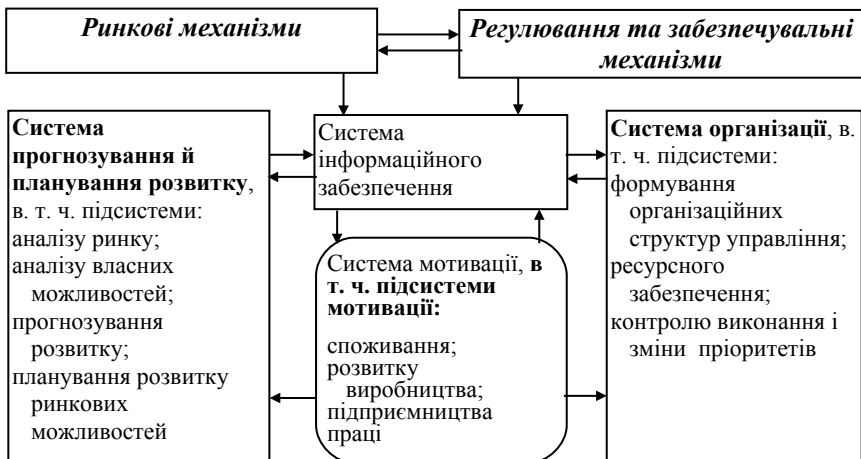 Ринкові механізми
Регулювання та забезпечувальні
механізми
Система
прогнозування й
планування розвитку,
в. т. ч. підсистеми:
аналізу ринку;
аналізу власних
можливостей;
прогнозування
розвитку;
планування розвитку
ринкових
можливостей
Система
інформаційного
забезпечення
Система мотивації, в
т. ч. підсистеми
мотивації:
споживання;
розвитку
виробництва;
підприємництва
праці
Система організації, в.
т. ч. підсистеми:
формування
організаційних
структур управління;
ресурсного
забезпечення;
контролю виконання і
зміни пріоритетів